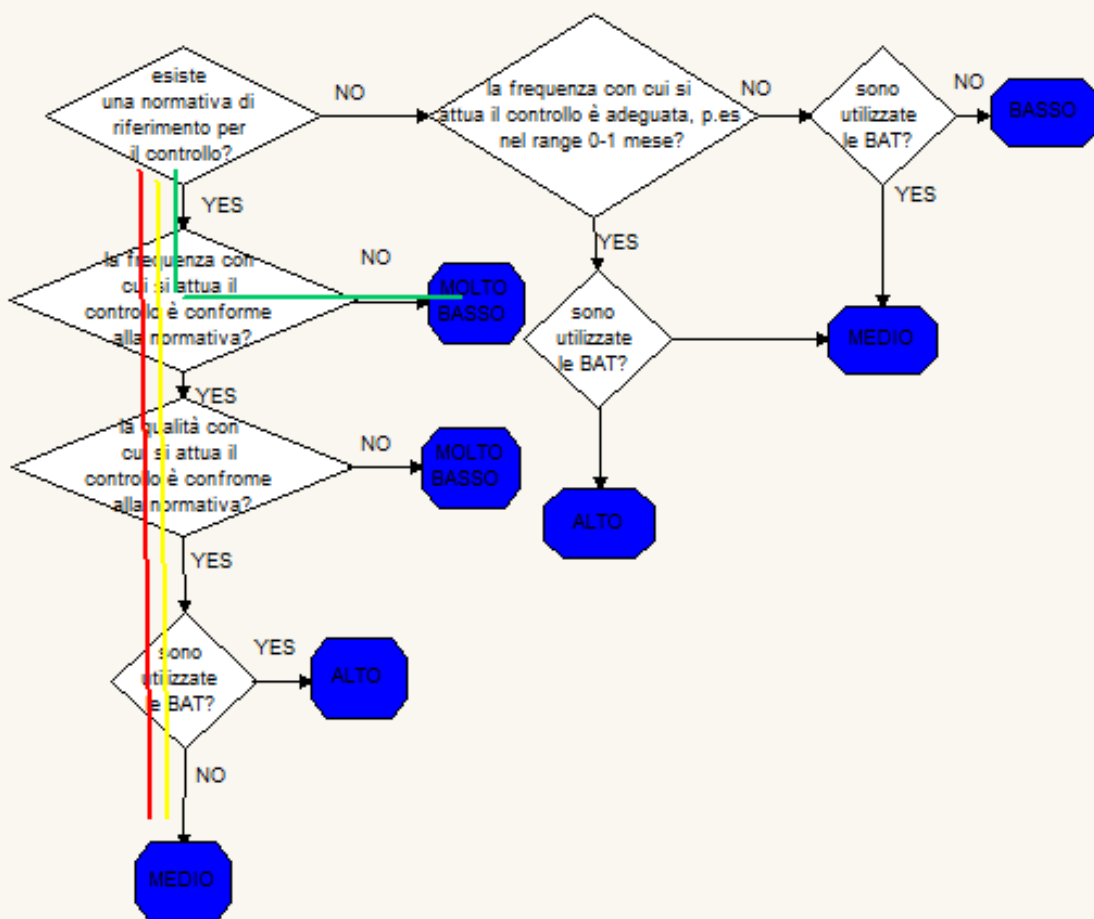 esiste
una normativa di
riferimento per
il controllo?
NO
la frequenza con cui si
attua il controllo è adeguata, p.es
nel range 0-1 mese?
NO
sono
utilizzate
le BAT?
NO
BASSO
YES
YES
YES
la frequenza con
cui si attua il
controllo è conforme
alla normativa?
NO
MOLTO
BASSO
sono
utilizzate
le BAT?
MEDIO
YES
la qualità con
cui si attua il
controllo è confrome
alla normativa?
NO
MOLTO
BASSO
ALTO
YES
sono
utilizzate
le BAT?
YES
ALTO
NO
MEDIO